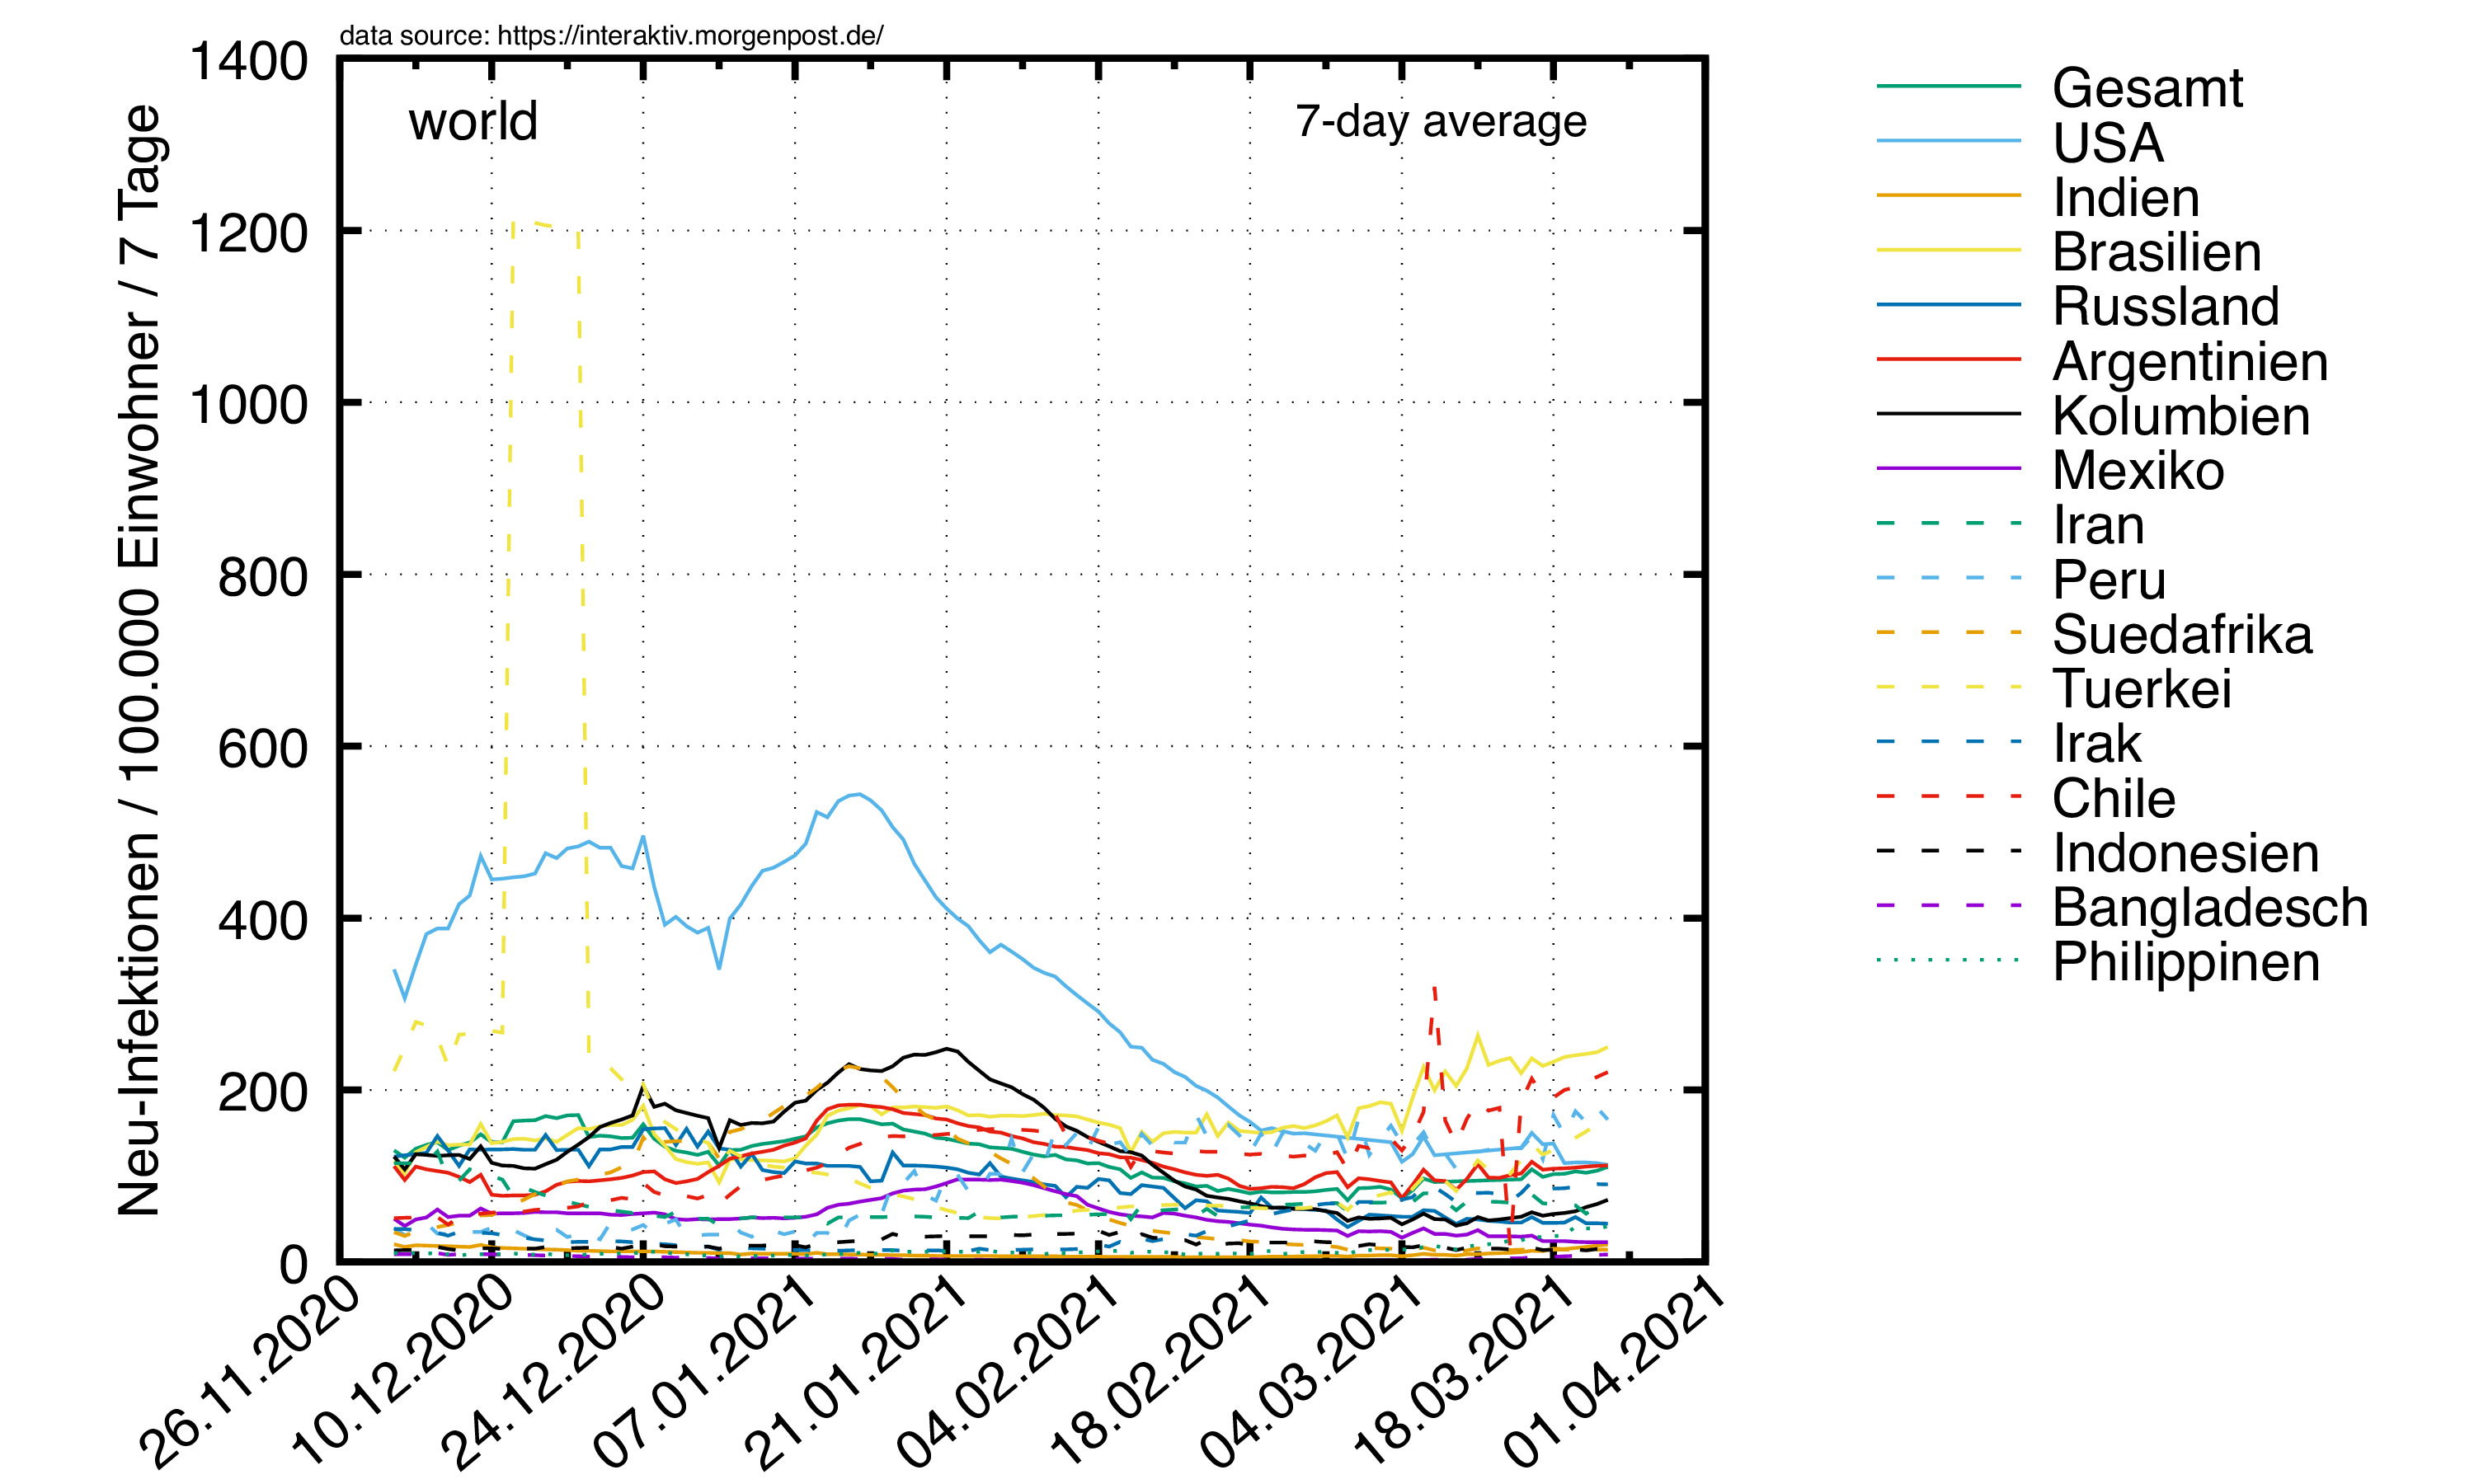 data source: https://interaktiv.morgenpost.de/
world
7-day average
Neu-Infektionen / 100.000 Einwohner / 7 Tage
1400
1200
1000
800
600
400
200
0
26.11.2020
10.12.2020
24.12.2020
07.01.2021
21.01.2021
04.02.2021
18.02.2021
04.03.2021
18.03.2021
01.04.2021
Gesamt
USA
Indien
Brasilien
Russland
Argentinien
Kolumbien
Mexiko
Iran
Peru
Suedafrika
Tuerkei
Irak
Chile
Indonesien
Bangladesch
Philippinen